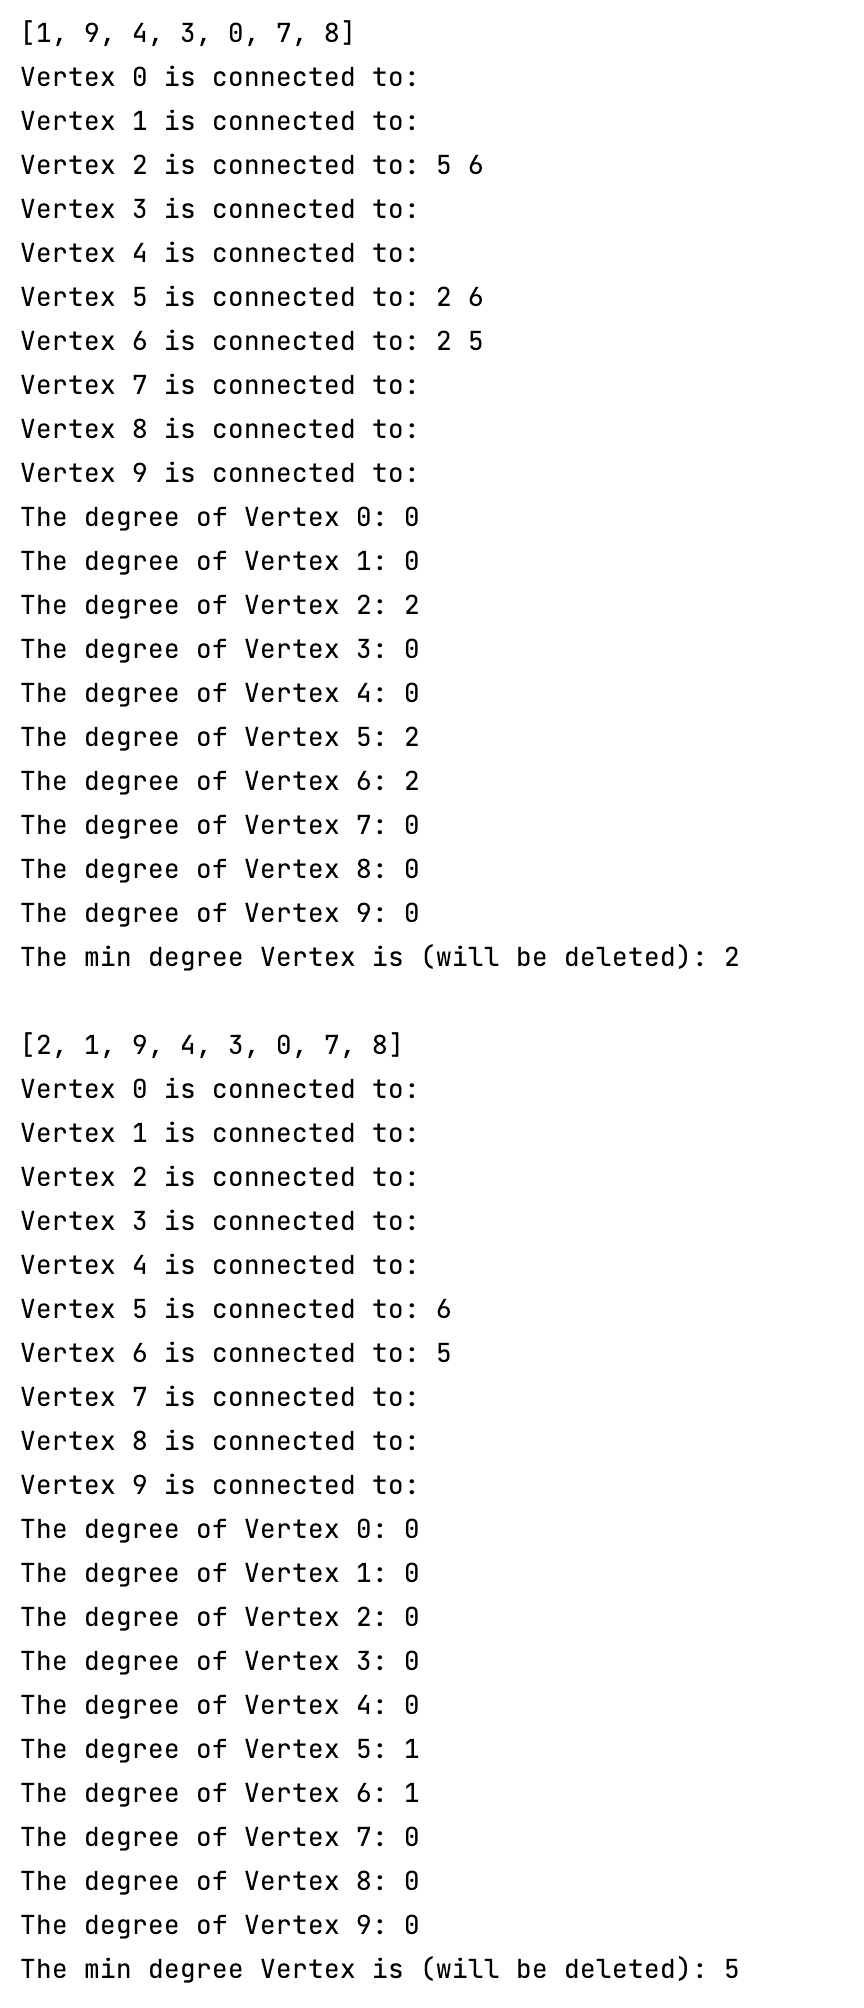 [1, 9, 4, 3, 0, 7, 8]
Vertex 0 is connected to:
Vertex 1 is connected to:
Vertex 2 is connected to: 5 6
Vertex 3 is connected to:
Vertex 4 is connected to:
Vertex 5 is connected to: 2 6
Vertex 6 is connected to: 2 5
Vertex 7 is connected to:
Vertex 8 is connected to:
Vertex 9 is connected to:
The degree of Vertex 0: 0
The degree of Vertex 1: 0
The degree of Vertex 2: 2
The degree of Vertex 3: 0
The degree of Vertex 4: 0
The degree of Vertex 5: 2
The degree of Vertex 6: 2
The degree of Vertex 7: 0
The degree of Vertex 8: 0
The degree of Vertex 9: 0
The min degree Vertex is (will be deleted): 2

[2, 1, 9, 4, 3, 0, 7, 8]
Vertex 0 is connected to:
Vertex 1 is connected to:
Vertex 2 is connected to:
Vertex 3 is connected to:
Vertex 4 is connected to:
Vertex 5 is connected to: 6
Vertex 6 is connected to: 5
Vertex 7 is connected to:
Vertex 8 is connected to:
Vertex 9 is connected to:
The degree of Vertex 0: 0
The degree of Vertex 1: 0
The degree of Vertex 2: 0
The degree of Vertex 3: 0
The degree of Vertex 4: 0
The degree of Vertex 5: 1
The degree of Vertex 6: 1
The degree of Vertex 7: 0
The degree of Vertex 8: 0
The degree of Vertex 9: 0
The min degree Vertex is (will be deleted): 5